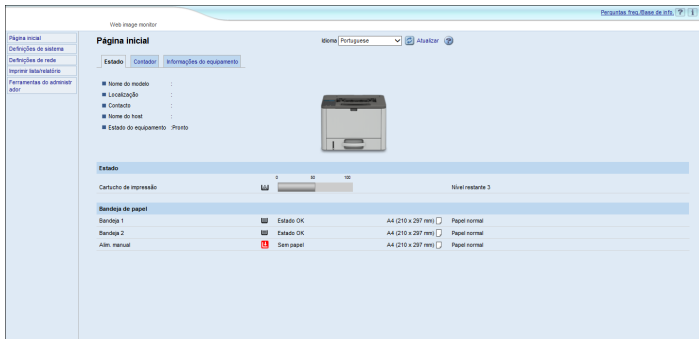 Perguntas freq./Base de info. ? i
Web image monitor
Página inicial
Definições de sistema
Definições de rede
Imprimir lista/relatório
Ferramentas do administr
ador
Página inicial
Idioma Portuguese Atualizar ?
Estado Contador Informações do equipamento
Nome do modelo :
Localização :
Contacto :
Nome do host :
Estado do equipamento :Pronto
Estado
0 50 100
Cartucho de impressão Nível restante 3
Bandeja de papel
Bandeja 1 Estado OK A4 (210 x 297 mm) Papel normal
Bandeja 2 Estado OK A4 (210 x 297 mm) Papel normal
Alim. manual Sem papel A4 (210 x 297 mm) Papel normal